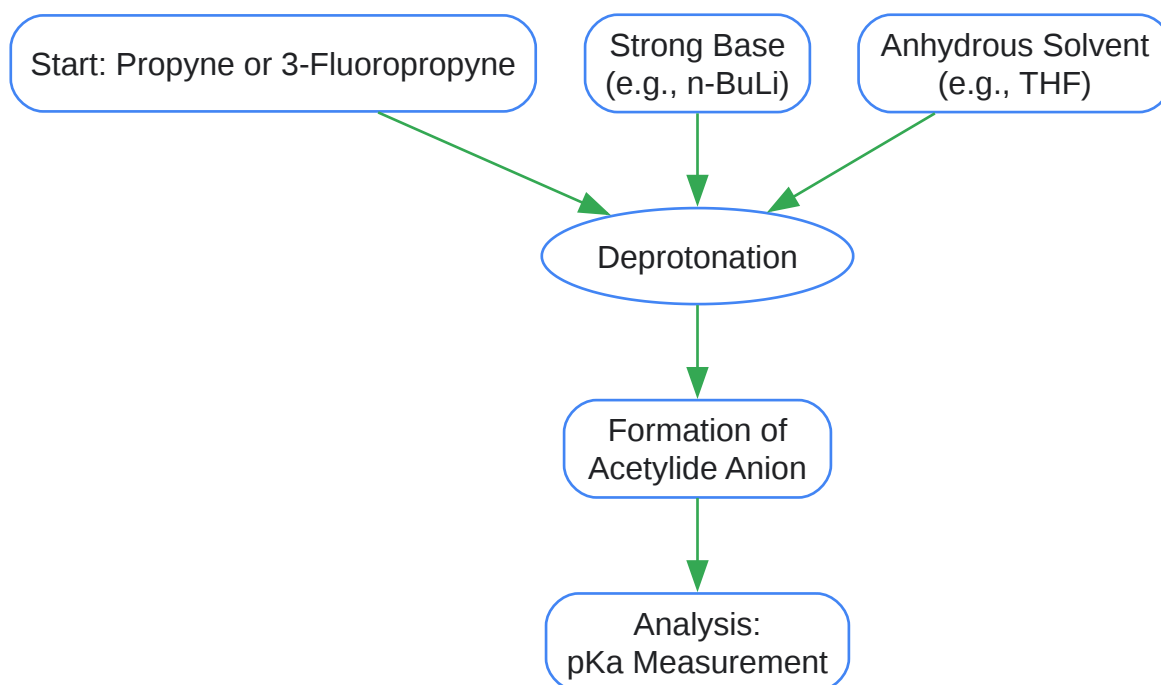 Start: Propyne or 3-Fluoropropyne
Strong Base
(e.g., n-BuLi)
Anhydrous Solvent
(e.g., THF)
Deprotonation
Formation of
Acetylide Anion
Analysis:
pKa Measurement